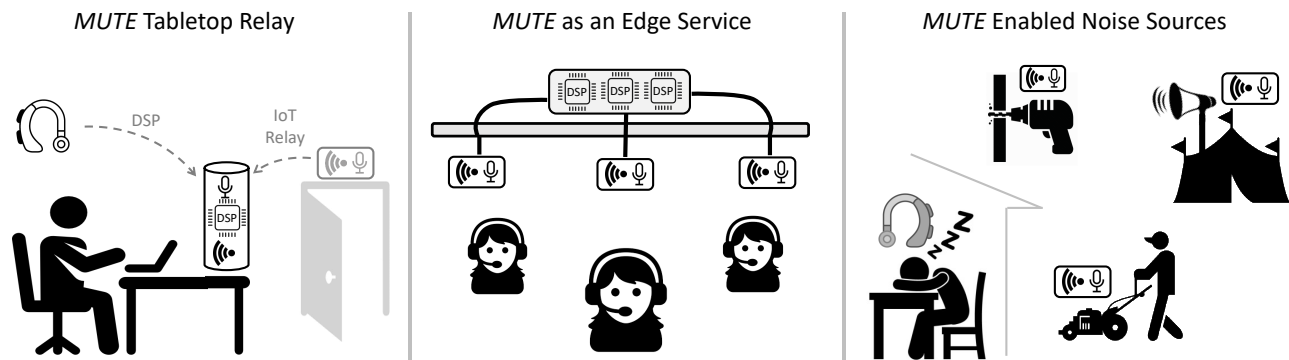 MUTE Tabletop Relay
DSP
IoT
Relay
DSP
MUTE as an Edge Service
DSP DSP DSP
MUTE Enabled Noise Sources
zzZ